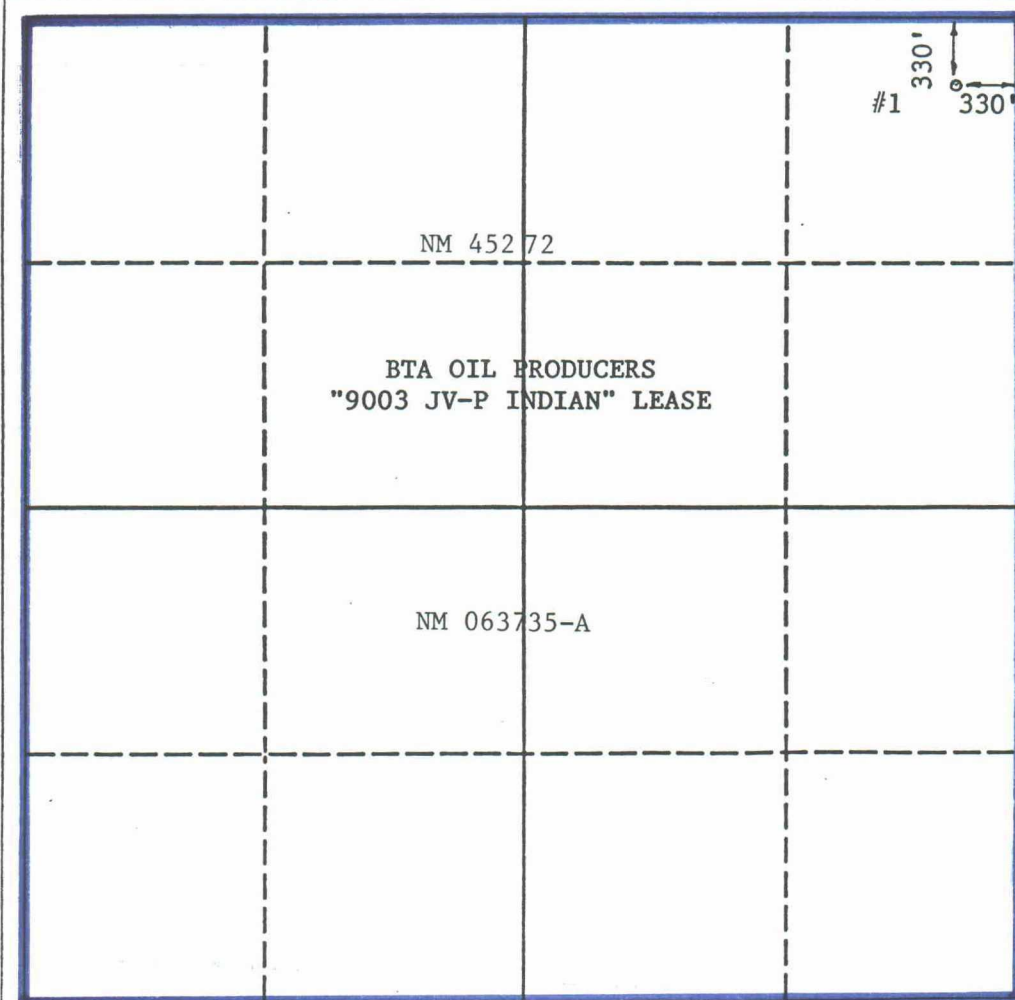 330'
#1 330'
NM 45272
BTA OIL PRODUCERS
"9003 JV-P INDIAN" LEASE
NM 063735-A